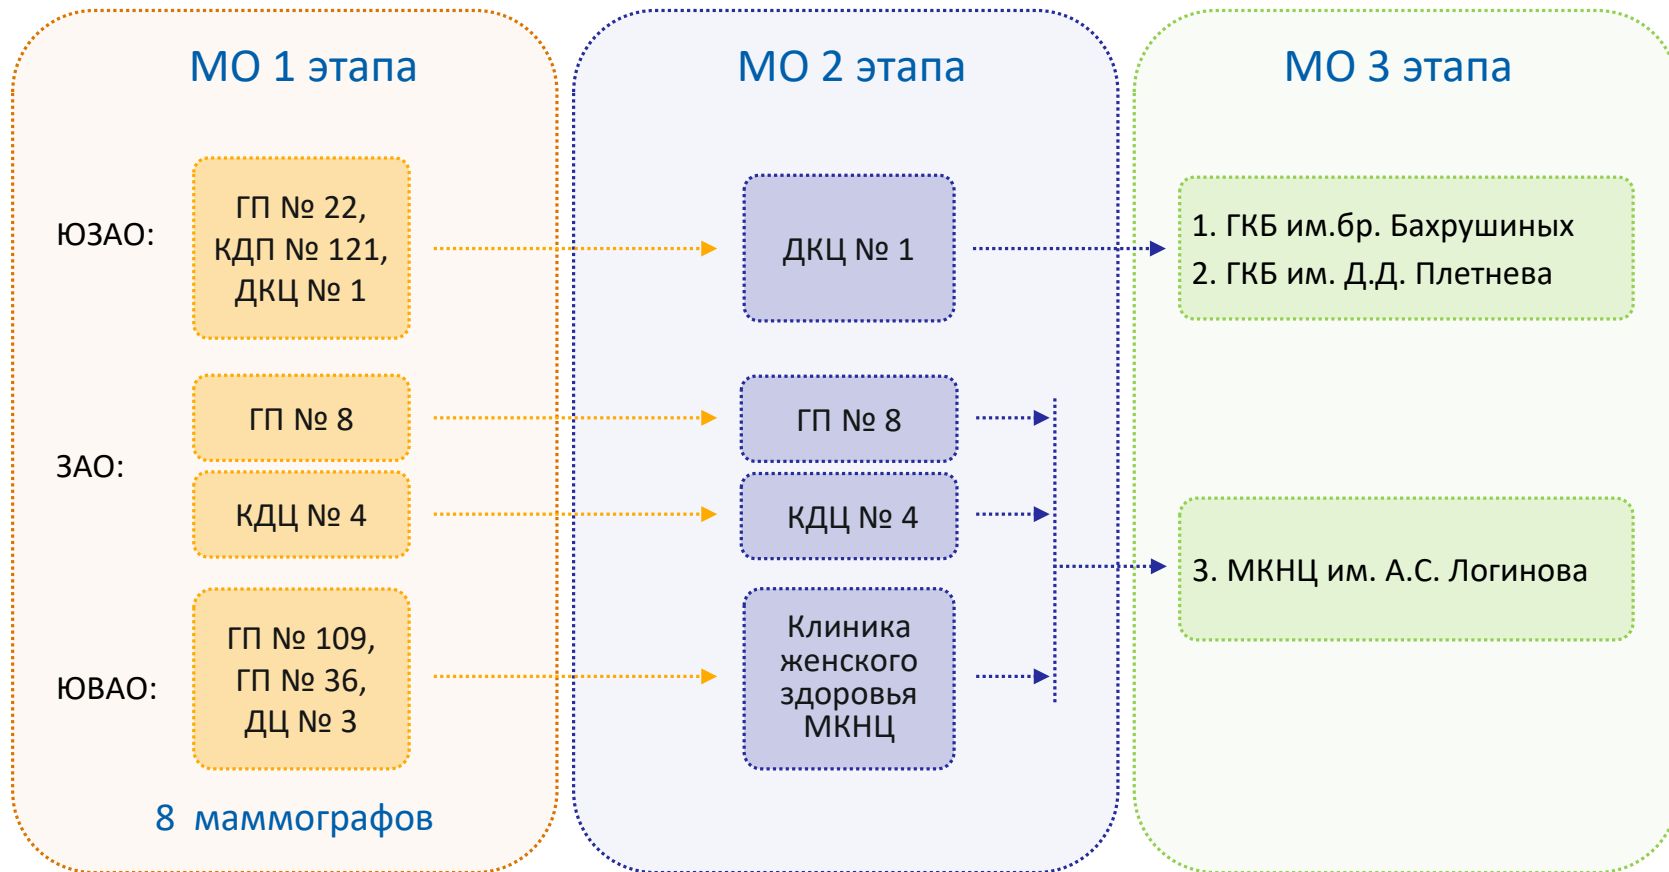 МО 1 этапа
МО 2 этапа
МО 3 этапа
ЮЗАО:
ГП № 22,
КДП № 121,
ДКЦ № 1
ДКЦ № 1
1. ГКБ им.бр. Бахрушиных
2. ГКБ им. Д.Д. Плетнева
ЗАО:
ГП № 8
ГП № 8
КДЦ № 4
КДЦ № 4
3. МКНЦ им. А.С. Логинова
ЮВАО:
ГП № 109,
ГП № 36,
ДЦ № 3
Клиника
женского
здоровья
МКНЦ
8 маммографов